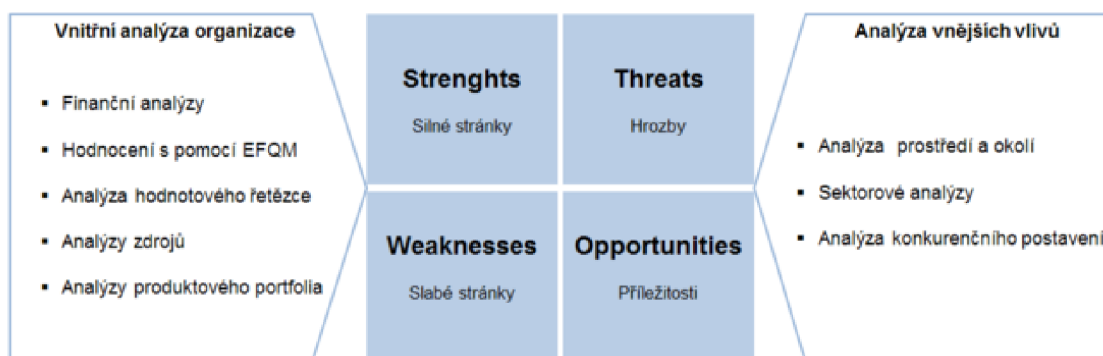 Vnitřní analýza organizace
▪ Finanční analýzy
▪ Hodnocení s pomocí EFQM
▪ Analýza hodnotového řetězce
▪ Analýzy zdrojů
▪ Analýzy produktového portfolia
Strenghts
Silné stránky
Threats
Hrozby
Weaknesses
Slabé stránky
Opportunities
Příležitosti
Analýza vnějších vlivů
▪ Analýza prostředí a okolí
▪ Sektorové analýzy
▪ Analýza konkurenčního postavení